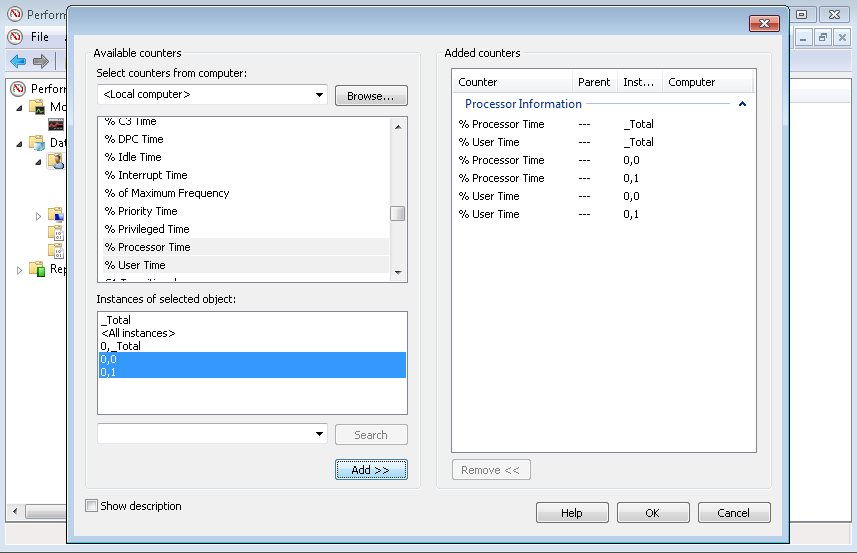 Perform
File
Perform
Mo
Dat
Rep
Available counters
Select counters from computer:
<Local computer>
Browse...
% C3 Time
% DPC Time
% Idle Time
% Interrupt Time
% of Maximum Frequency
% Priority Time
% Privileged Time
% Processor Time
% User Time
Instances of selected object:
_Total
<All instances>
0,_Total
0,0
0,1
Search
Add >>
Show description
Added counters
Counter Parent Inst... Computer
Processor Information
% Processor Time --- _Total
% User Time --- _Total
% Processor Time --- 0,0
% Processor Time --- 0,1
% User Time --- 0,0
% User Time --- 0,1
Remove <<
Help OK Cancel